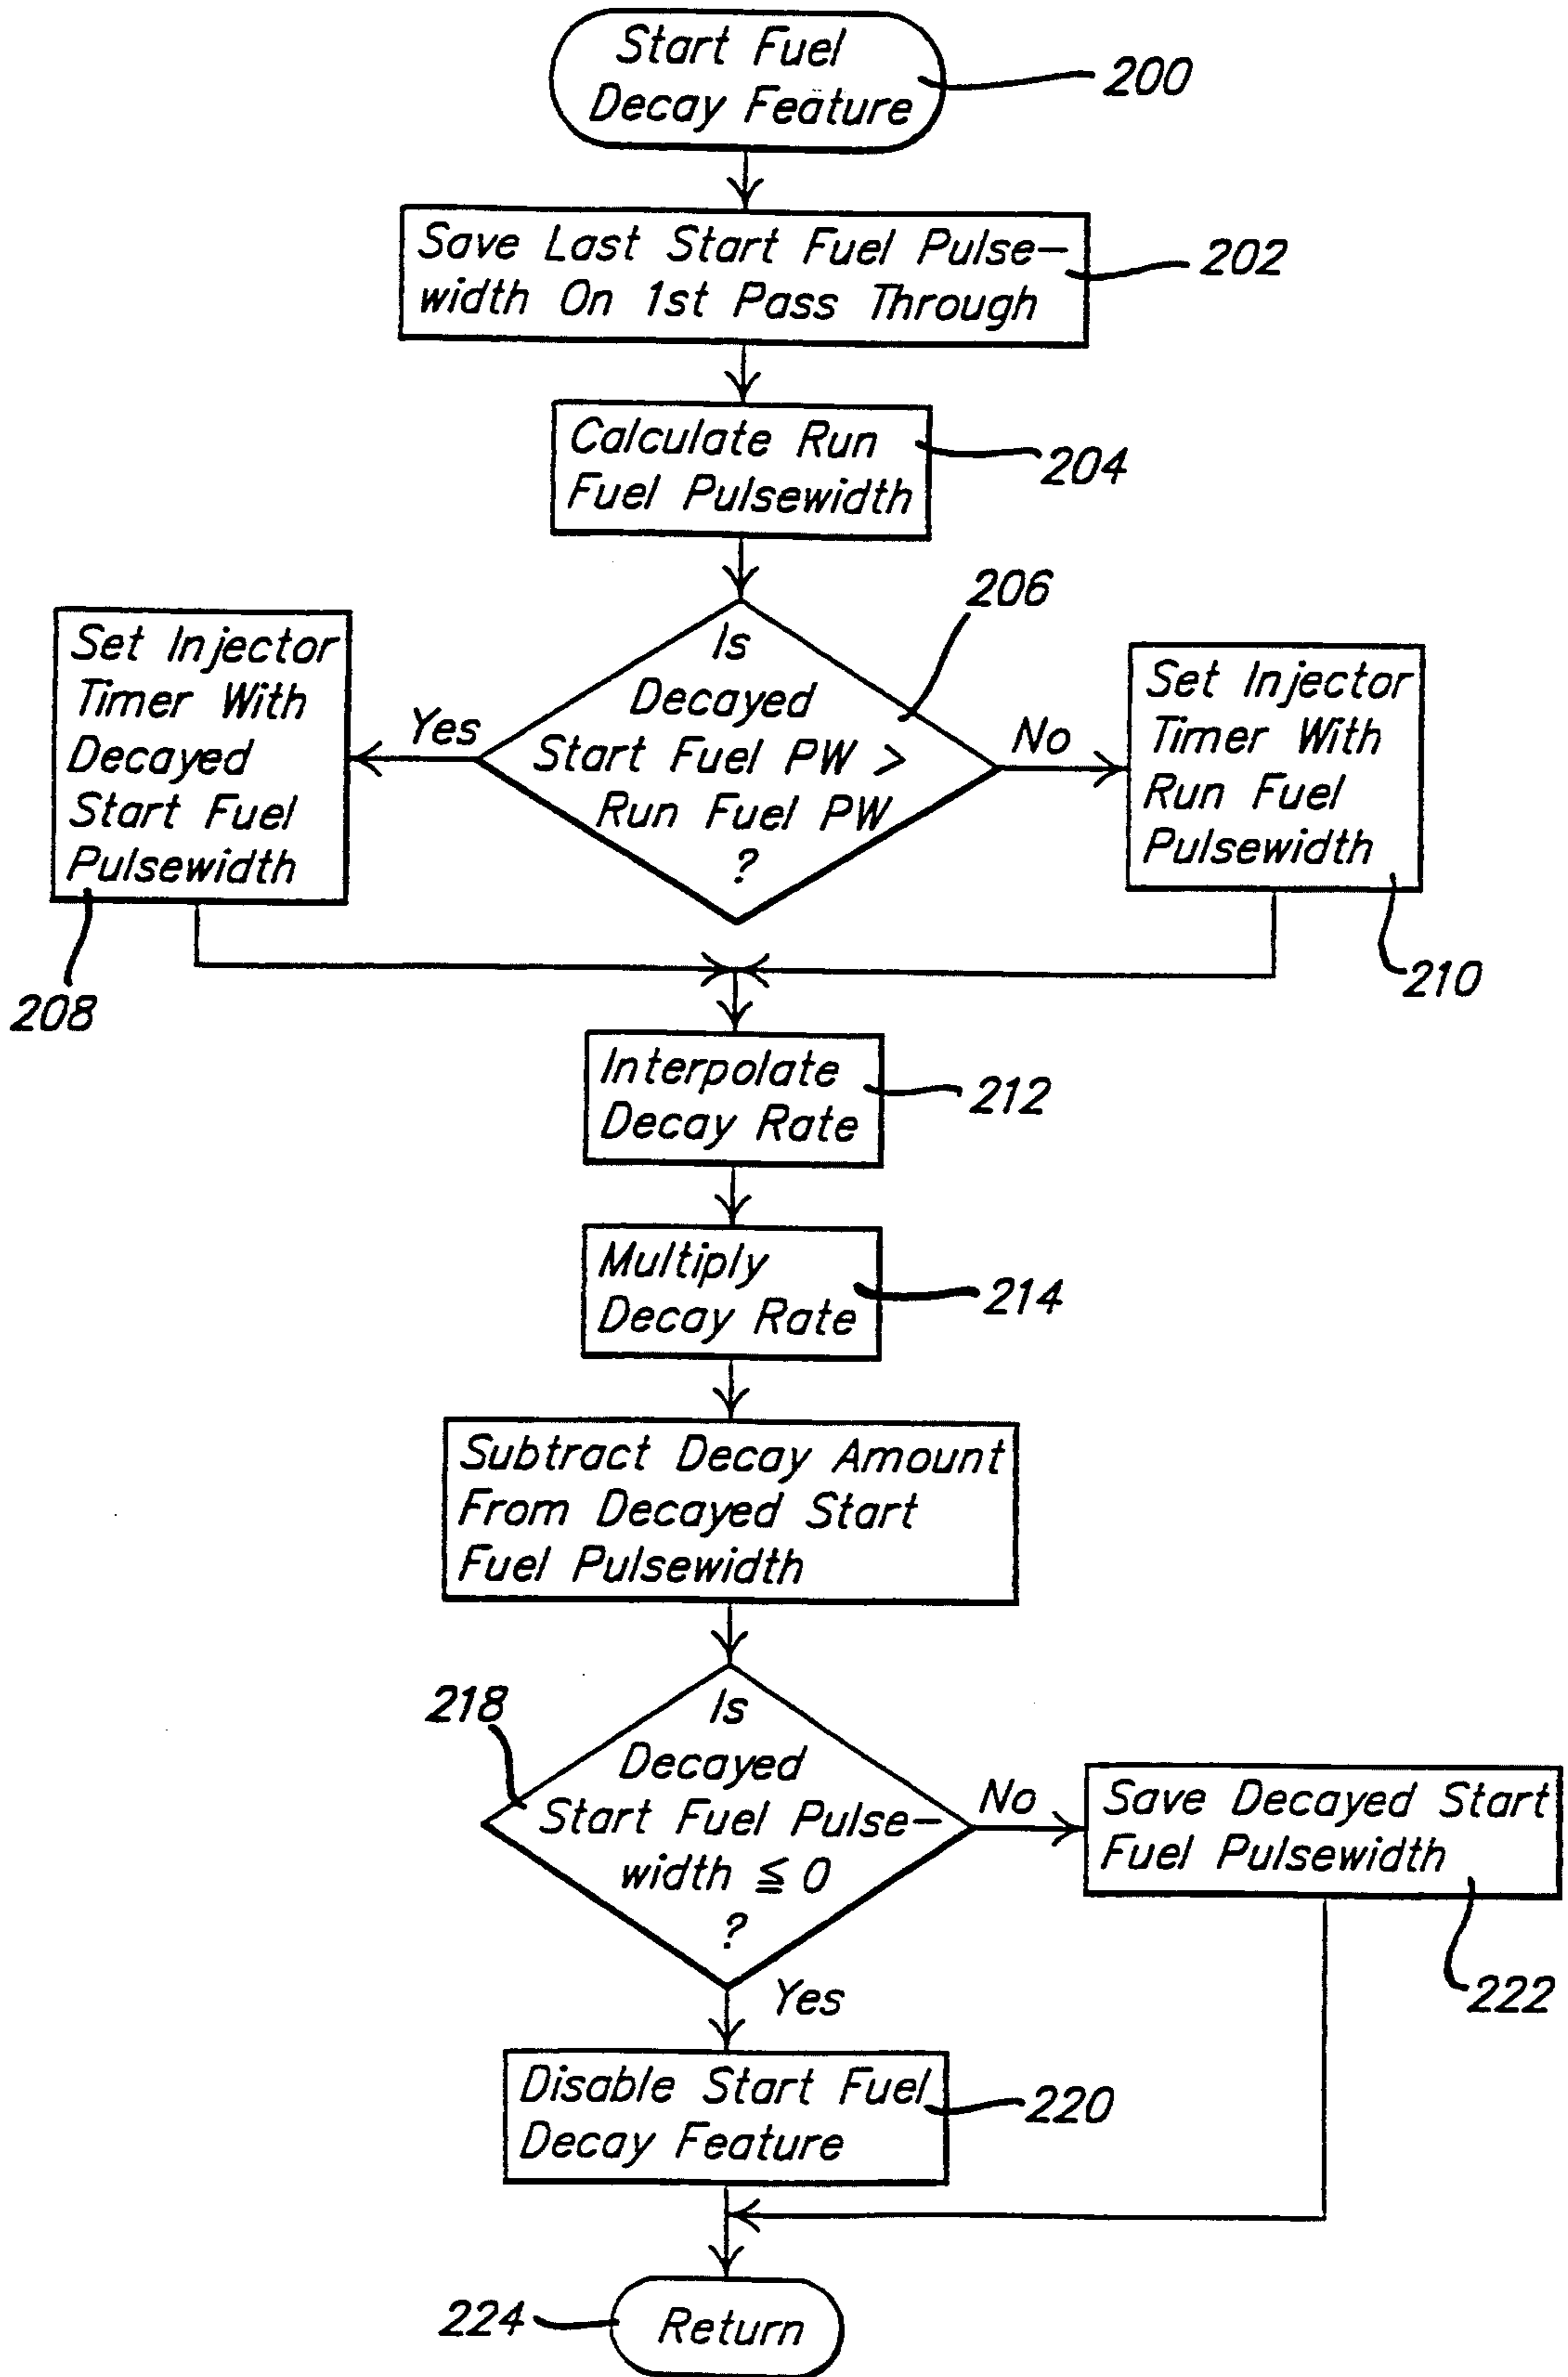 Start Fuel
Decay Feature
200
Save Last Start Fuel Pulse-
width On 1st Pass Through
202
Calculate Run
Fuel Pulsewidth
204
206
Is
Decayed
Start Fuel PW >
Run Fuel PW
?
Yes
No
Set Injector
Timer With
Decayed
Start Fuel
Pulsewidth
208
Set Injector
Timer With
Run Fuel
Pulsewidth
210
Interpolate
Decay Rate
212
Multiply
Decay Rate
214
Subtract Decay Amount
From Decayed Start
Fuel Pulsewidth
218
Is
Decayed
Start Fuel Pulse-
width ≦ 0
?
No
Save Decayed Start
Fuel Pulsewidth
222
Yes
Disable Start Fuel
Decay Feature
220
224
Return